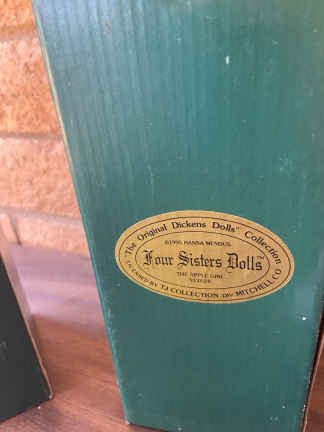 "The Original Dickens Dolls" Collection
©1995 HANNA MENDUS
Four Sisters Dolls™
THE APPLE GIRL
LICENSED BY TJ COLLECTION DIV MITCHELL CO.